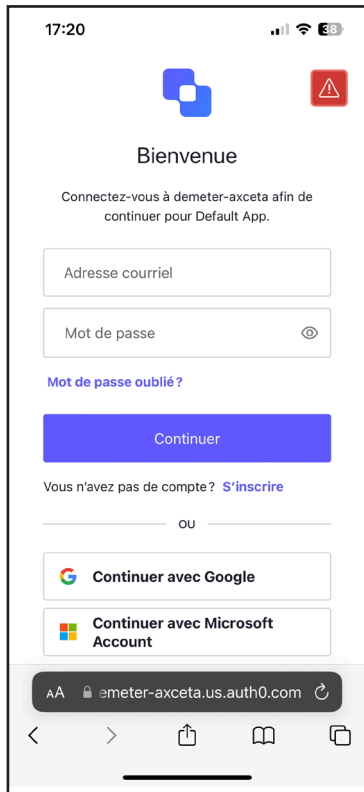 17:20
38
Bienvenue
Connectez-vous à demeter-axceta afin de
continuer pour Default App.
Adresse courriel
Mot de passe
Mot de passe oublié ?
Continuer
Vous n’avez pas de compte ? S’inscrire
OU
Continuer avec Google
Continuer avec Microsoft
Account
AA emeter-axceta.us.auth0.com